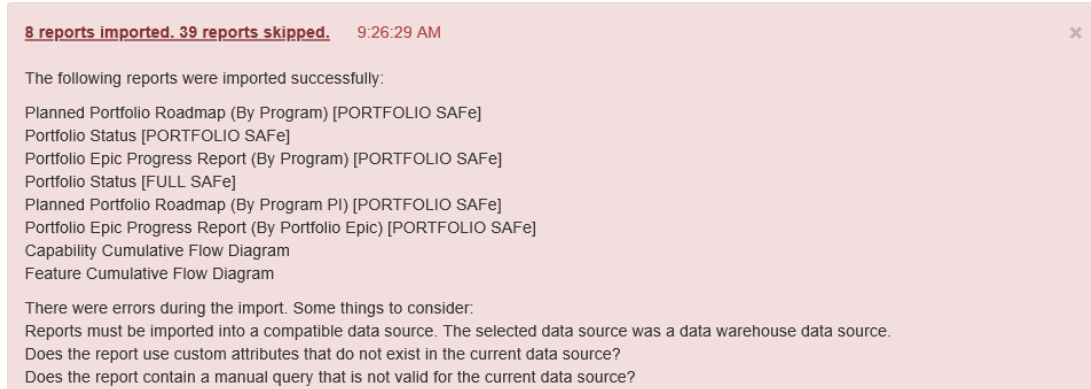 8 reports imported. 39 reports skipped. 9:26:29 AM
The following reports were imported successfully:
Planned Portfolio Roadmap (By Program) [PORTFOLIO SAFe]
Portfolio Status [PORTFOLIO SAFe]
Portfolio Epic Progress Report (By Program) [PORTFOLIO SAFe]
Portfolio Status [FULL SAFe]
Planned Portfolio Roadmap (By Program PI) [PORTFOLIO SAFe]
Portfolio Epic Progress Report (By Portfolio Epic) [PORTFOLIO SAFe]
Capability Cumulative Flow Diagram
Feature Cumulative Flow Diagram
There were errors during the import. Some things to consider:
Reports must be imported into a compatible data source. The selected data source was a data warehouse data source.
Does the report use custom attributes that do not exist in the current data source?
Does the report contain a manual query that is not valid for the current data source?